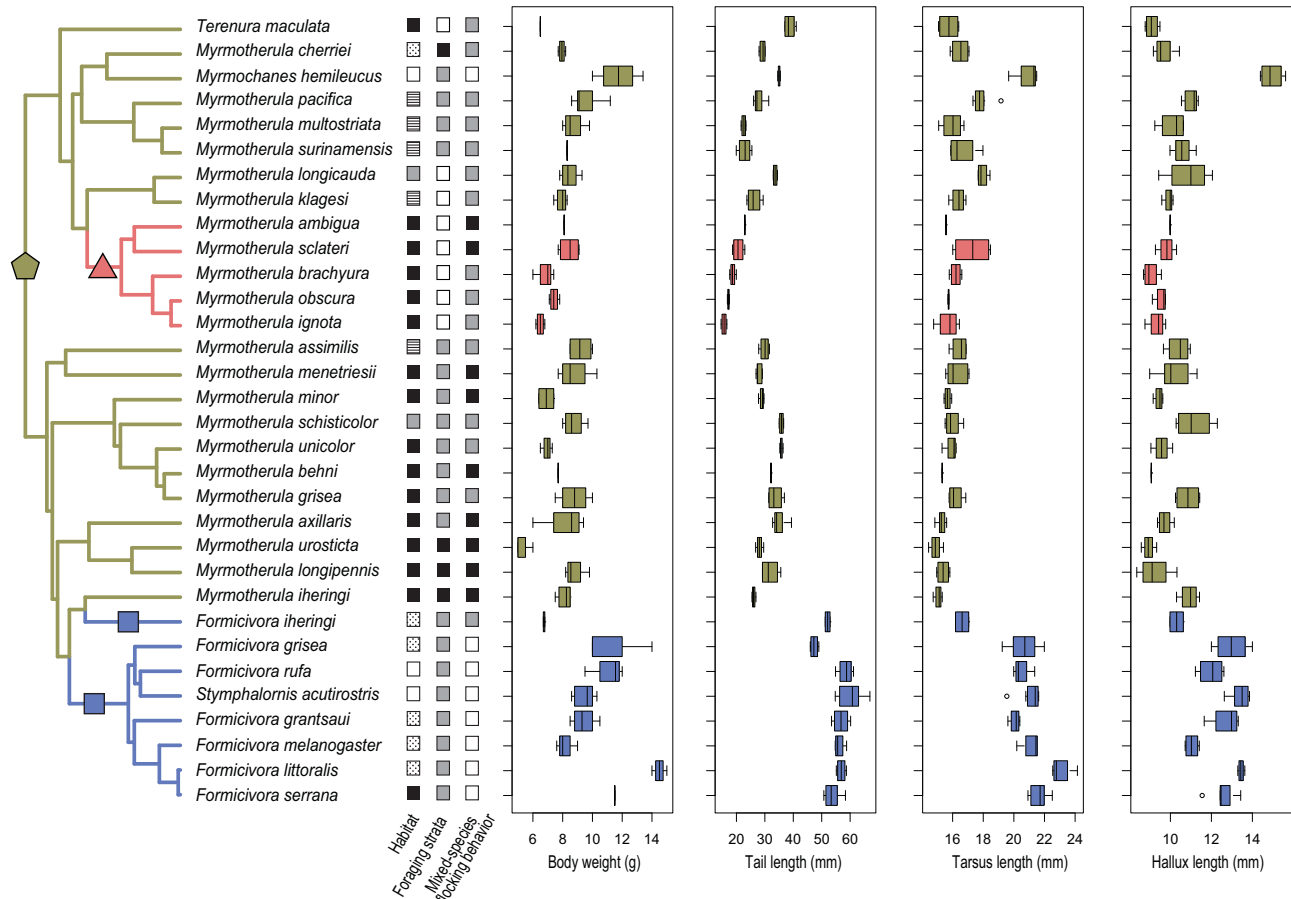 Terenura maculata
Myrmotherula cherriei
Myrmochanes hemileucus
Myrmotherula pacifica
Myrmotherula multostriata
Myrmotherula surinamensis
Myrmotherula longicauda
Myrmotherula klagesi
Myrmotherula ambigua
Myrmotherula sclateri
Myrmotherula brachyura
Myrmotherula obscura
Myrmotherula ignota
Myrmotherula assimilis
Myrmotherula menetriesii
Myrmotherula minor
Myrmotherula schisticolor
Myrmotherula unicolor
Myrmotherula behni
Myrmotherula grisea
Myrmotherula axillaris
Myrmotherula urosticta
Myrmotherula longipennis
Myrmotherula iheringi
Formicivora iheringi
Formicivora grisea
Formicivora rufa
Stymphalornis acutirostris
Formicivora grantsaui
Formicivora melanogaster
Formicivora littoralis
Formicivora serrana
Habitat
Foraging strata
Mixed-species
flocking behavior
6 8 10 12 14
Body weight (g)
20 30 40 50 60
Tail length (mm)
16 18 20 22 24
Tarsus length (mm)
10 12 14
Hallux length (mm)